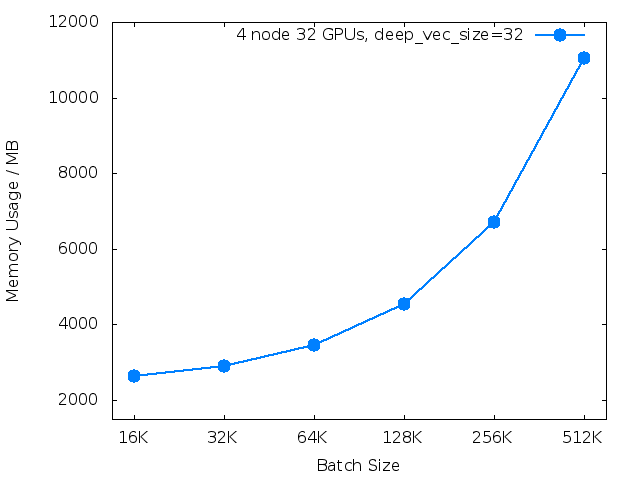 12000
10000
8000
6000
4000
2000
Memory Usage / MB
4 node 32 GPUs, deep_vec_size=32
16K 32K 64K 128K 256K 512K
Batch Size